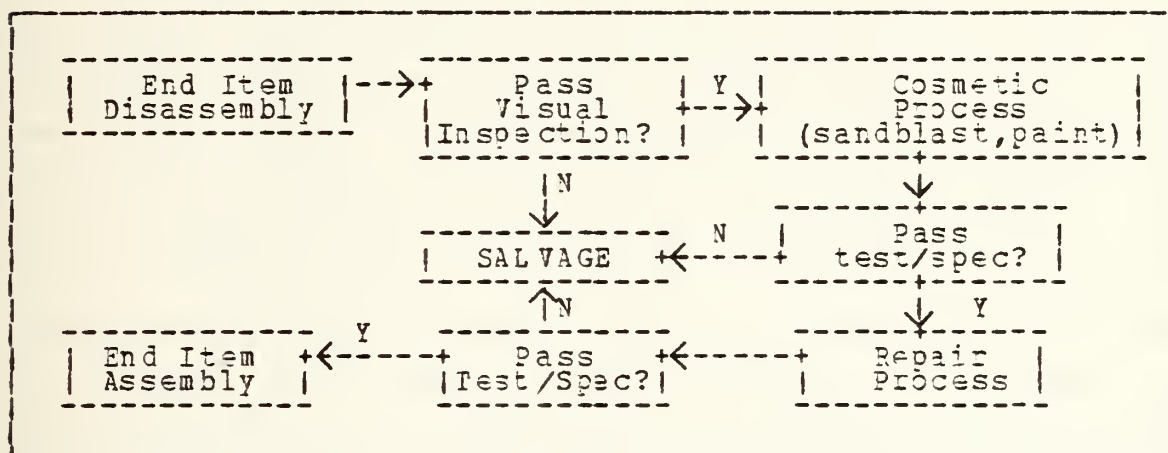 End Item
Disassembly
Pass
Visual
Inspection?
Y
Cosmetic
Process
(sandblast,paint)
N
SALVAGE
N
Pass
test/spec?
N
Y
End Item
Assembly
Y
Pass
Test/Spec?
Repair
Process